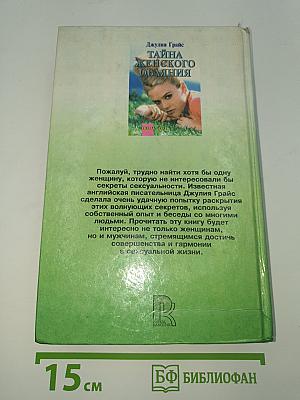 Джулия Грайс
ТАЙНА
ЖЕНСКОГО
ОБАЯНИЯ
Пожалуй, трудно найти хотя бы одну
женщину, которую не интересовали бы
секреты сексуальности. Известная
английская писательница Джулия Грайс
сделала очень удачную попытку раскрытия
этих волнующих секретов, используя
собственный опыт и беседы со многими
людьми. Прочитать эту книгу будет
интересно не только женщинам,
но и мужчинам, стремящимся достичь
совершенства и гармонии
в сексуальной жизни.
R
15 см
БФ БИБЛИОФАН